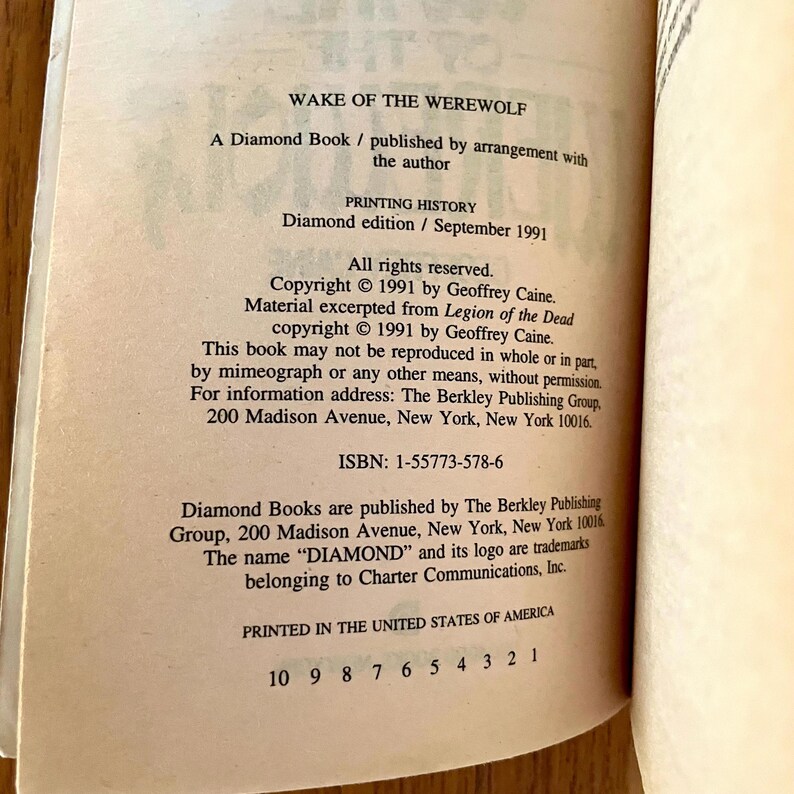 WAKE OF THE WEREWOLF
A Diamond Book / published by arrangement with
the author
PRINTING HISTORY
Diamond edition / September 1991
All rights reserved.
Copyright © 1991 by Geoffrey Caine.
Material excerpted from Legion of the Dead
copyright © 1991 by Geoffrey Caine.
This book may not be reproduced in whole or in part,
by mimeograph or any other means, without permission.
For information address: The Berkley Publishing Group,
200 Madison Avenue, New York, New York 10016.
ISBN: 1-55773-578-6
Diamond Books are published by The Berkley Publishing
Group, 200 Madison Avenue, New York, New York 10016.
The name “DIAMOND” and its logo are trademarks
belonging to Charter Communications, Inc.
PRINTED IN THE UNITED STATES OF AMERICA
10 9 8 7 6 5 4 3 2 1